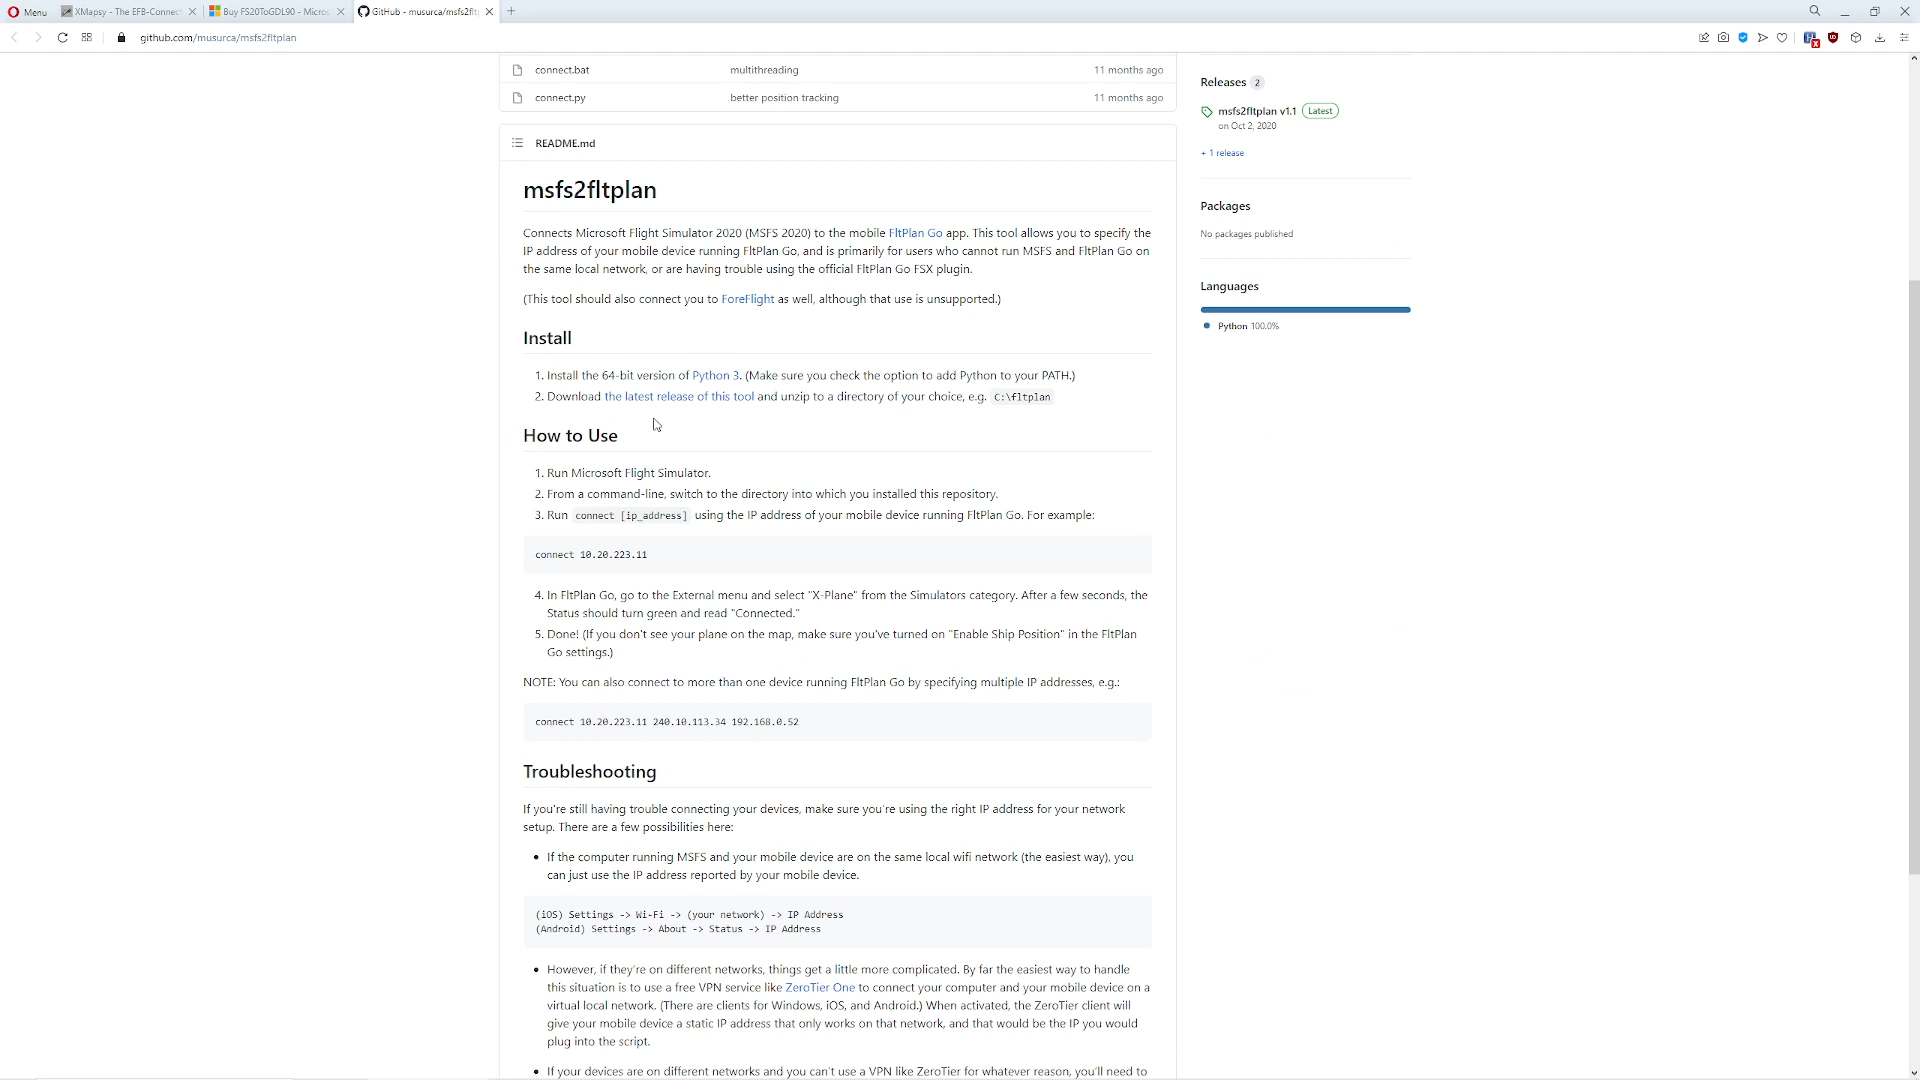 Menu
XMapsy - The EFB-Connect
Buy FS20ToGDL90 - Micros
GitHub - musurca/msfs2flt
github.com/musurca/msfs2fltplan
connect.bat multithreading 11 months ago
connect.py better position tracking 11 months ago
README.md
msfs2fltplan
Connects Microsoft Flight Simulator 2020 (MSFS 2020) to the mobile FltPlan Go app. This tool allows you to specify the
IP address of your mobile device running FltPlan Go, and is primarily for users who cannot run MSFS and FltPlan Go on
the same local network, or are having trouble using the official FltPlan Go FSX plugin.
(This tool should also connect you to ForeFlight as well, although that use is unsupported.)
Install
1. Install the 64-bit version of Python 3. (Make sure you check the option to add Python to your PATH.)
2. Download the latest release of this tool and unzip to a directory of your choice, e.g. C:\fltplan
How to Use
1. Run Microsoft Flight Simulator.
2. From a command-line, switch to the directory into which you installed this repository.
3. Run connect [ip_address] using the IP address of your mobile device running FltPlan Go. For example:
connect 10.20.223.11
4. In FltPlan Go, go to the External menu and select "X-Plane" from the Simulators category. After a few seconds, the
Status should turn green and read "Connected."
5. Done! (If you don't see your plane on the map, make sure you've turned on "Enable Ship Position" in the FltPlan
Go settings.)
NOTE: You can also connect to more than one device running FltPlan Go by specifying multiple IP addresses, e.g.:
connect 10.20.223.11 240.10.113.34 192.168.0.52
Troubleshooting
If you're still having trouble connecting your devices, make sure you're using the right IP address for your network
setup. There are a few possibilities here:
• If the computer running MSFS and your mobile device are on the same local wifi network (the easiest way), you
can just use the IP address reported by your mobile device.
(iOS) Settings -> Wi-Fi -> (your network) -> IP Address
(Android) Settings -> About -> Status -> IP Address
• However, if they're on different networks, things get a little more complicated. By far the easiest way to handle
this situation is to use a free VPN service like ZeroTier One to connect your computer and your mobile device on a
virtual local network. (There are clients for Windows, iOS, and Android.) When activated, the ZeroTier client will
give your mobile device a static IP address that only works on that network, and that would be the IP you would
plug into the script.
• If your devices are on different networks and you can't use a VPN like ZeroTier for whatever reason, you'll need to
Releases 2
msfs2fltplan v1.1 Latest
on Oct 2, 2020
+ 1 release
Packages
No packages published
Languages
Python 100.0%